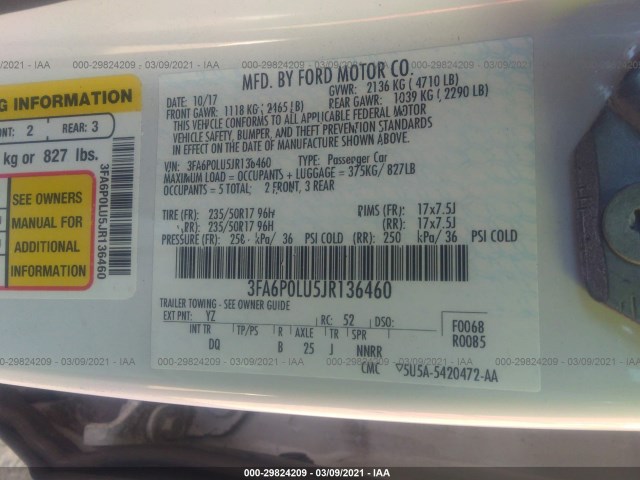 000-29824209 - 03/09/2021 - IAA
NG INFORMATION
FRONT: 2 REAR: 3
kg or 827 lbs.
SEE OWNERS
MANUAL FOR
ADDITIONAL
INFORMATION
3FA6P0LU5JR136460
MFD. BY FORD MOTOR CO.
DATE: 10/17 GVWR: 2136 KG ( 4710 LB)
FRONT GAWR: 1118 KG ( 2465 LB) REAR GAWR: 1039 KG ( 2290 LB)
THIS VEHICLE CONFORMS TO ALL APPLICABLE FEDERAL MOTOR
VEHICLE SAFETY, BUMPER, AND THEFT PREVENTION STANDARDS
IN EFFECT ON THE DATE OF MANUFACTURE SHOWN ABOVE.
VIN: 3FA6P0LU5JR136460 TYPE: Passenger Car
MAXIMUM LOAD = OCCUPANTS + LUGGAGE = 375KG/ 827LB
OCCUPANTS = 5 TOTAL; 2 FRONT, 3 REAR
TIRE (FR): 235/50R17 96H RIMS (FR): 17x7.5J
(RR): 235/50R17 96H (RR): 17x7.5J
PRESSURE (FR): 250 kPa/ 36 PSI COLD (RR): 250 kPa/ 36 PSI COLD
3FA6P0LU5JR136460
TRAILER TOWING - SEE OWNER GUIDE
EXT PNT: YZ RC: 52 DSO:
INT TR TP/PS R AXLE TR SPR
DQ B 25 J NNRR
F0068
R0085
CMC
5U5A-5420472-AA
000-29824209 - 03/09/2021 - IAA
000-29824209 - 03/09/2021 - IAA